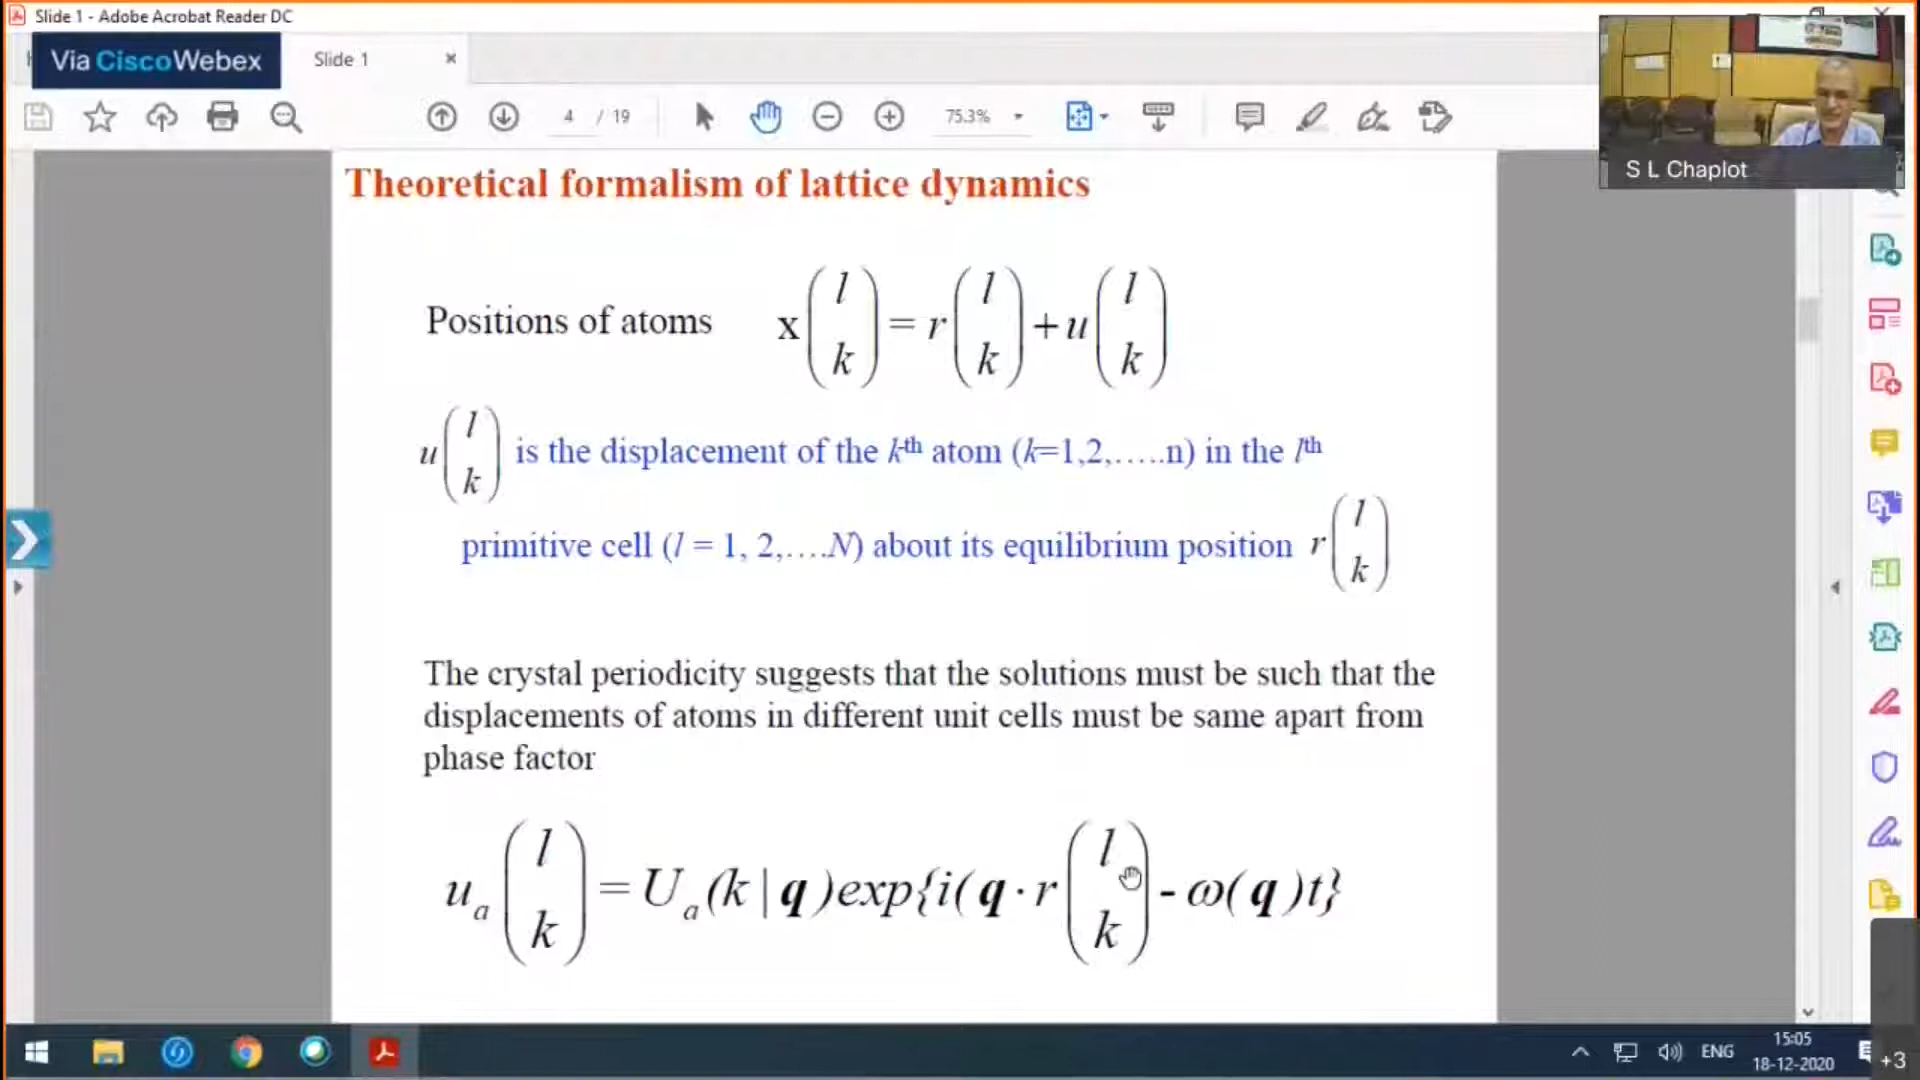 Slide 1 - Adobe Acrobat Reader DC
Via CiscoWebex
Slide 1 ×
4 / 19
75.3%
S L Chaplot
Theoretical formalism of lattice dynamics
Positions of atoms x(l k) = r(l k) + u(l k)
u(l k) is the displacement of the kth atom (k=1,2,.....n) in the lth
primitive cell (l = 1, 2,....N) about its equilibrium position r(l k)
The crystal periodicity suggests that the solutions must be such that the
displacements of atoms in different unit cells must be same apart from
phase factor
u_a(l k) = U_a(k | q)exp{i(q · r(l k) - ω(q)t}
ENG
15:05
18-12-2020
+3